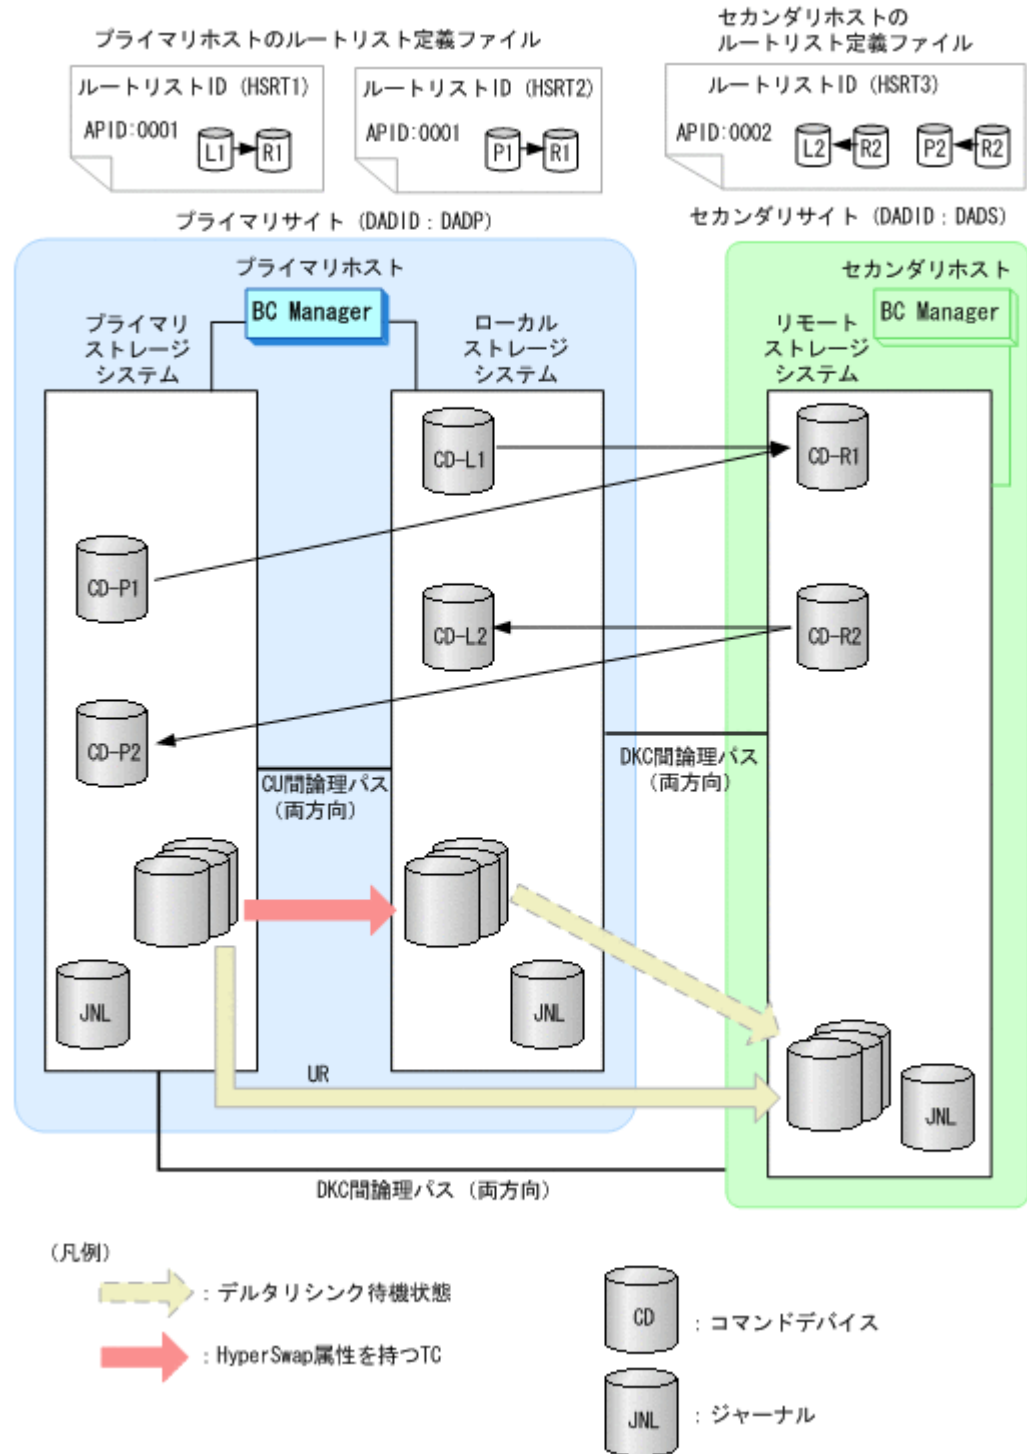 プライマリホストのルートリスト定義ファイル
セカンダリホストの
ルートリスト定義ファイル
ルートリストID (HSRT1)
APID:0001
L1
R1
ルートリストID (HSRT2)
APID:0001
P1
R1
ルートリストID (HSRT3)
APID:0002
L2
R2
P2
R2
プライマリサイト (DADID : DADP)
セカンダリサイト (DADID : DADS)
プライマリホスト
BC Manager
セカンダリホスト
BC Manager
プライマリ
ストレージ
システム
ローカル
ストレージ
システム
リモート
ストレージ
システム
CD-L1
CD-R1
CD-P1
CD-L2
CD-R2
CD-P2
CU間論理パス
(両方向)
DKC間論理パス
(両方向)
JNL
JNL
UR
JNL
DKC間論理パス (両方向)
(凡例)
: デルタリシンク待機状態
: HyperSwap属性を持つTC
CD
: コマンドデバイス
JNL
: ジャーナル